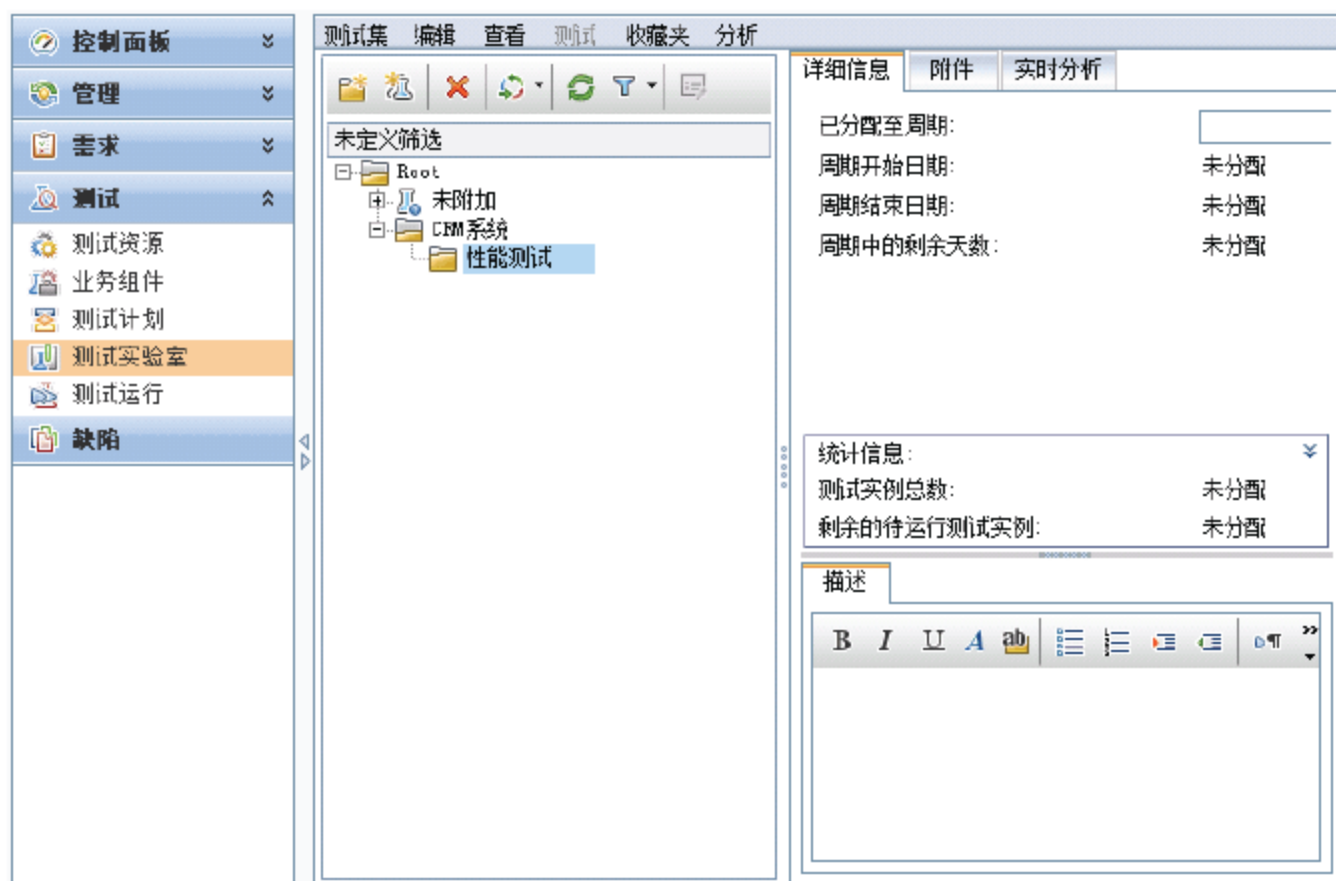 控制面板
管理
需求
测试
测试资源
业务组件
测试计划
测试实验室
测试运行
缺陷
测试集 编辑 查看 测试 收藏夹 分析
未定义筛选
Root
未附加
CRM系统
性能测试
详细信息 附件 实时分析
已分配至周期:
周期开始日期: 未分配
周期结束日期: 未分配
周期中的剩余天数: 未分配
统计信息:
测试实例总数: 未分配
剩余的待运行测试实例: 未分配
描述
B I U A ab